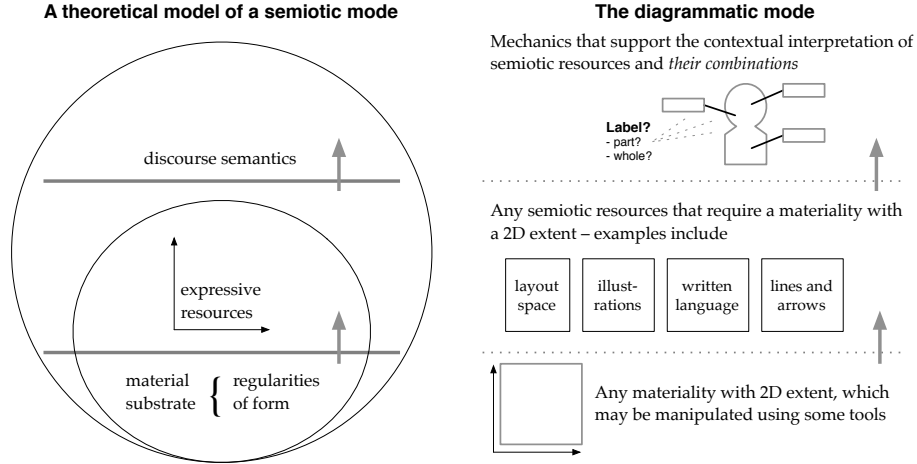 A theoretical model of a semiotic mode
discourse semantics
expressive
resources
material
substrate
{
regularities
of form
The diagrammatic mode
Mechanics that support the contextual interpretation of
semiotic resources and their combinations
Label?
- part?
- whole?
Any semiotic resources that require a materiality with
a 2D extent – examples include
layout
space
illust-
rations
written
language
lines and
arrows
Any materiality with 2D extent, which
may be manipulated using some tools